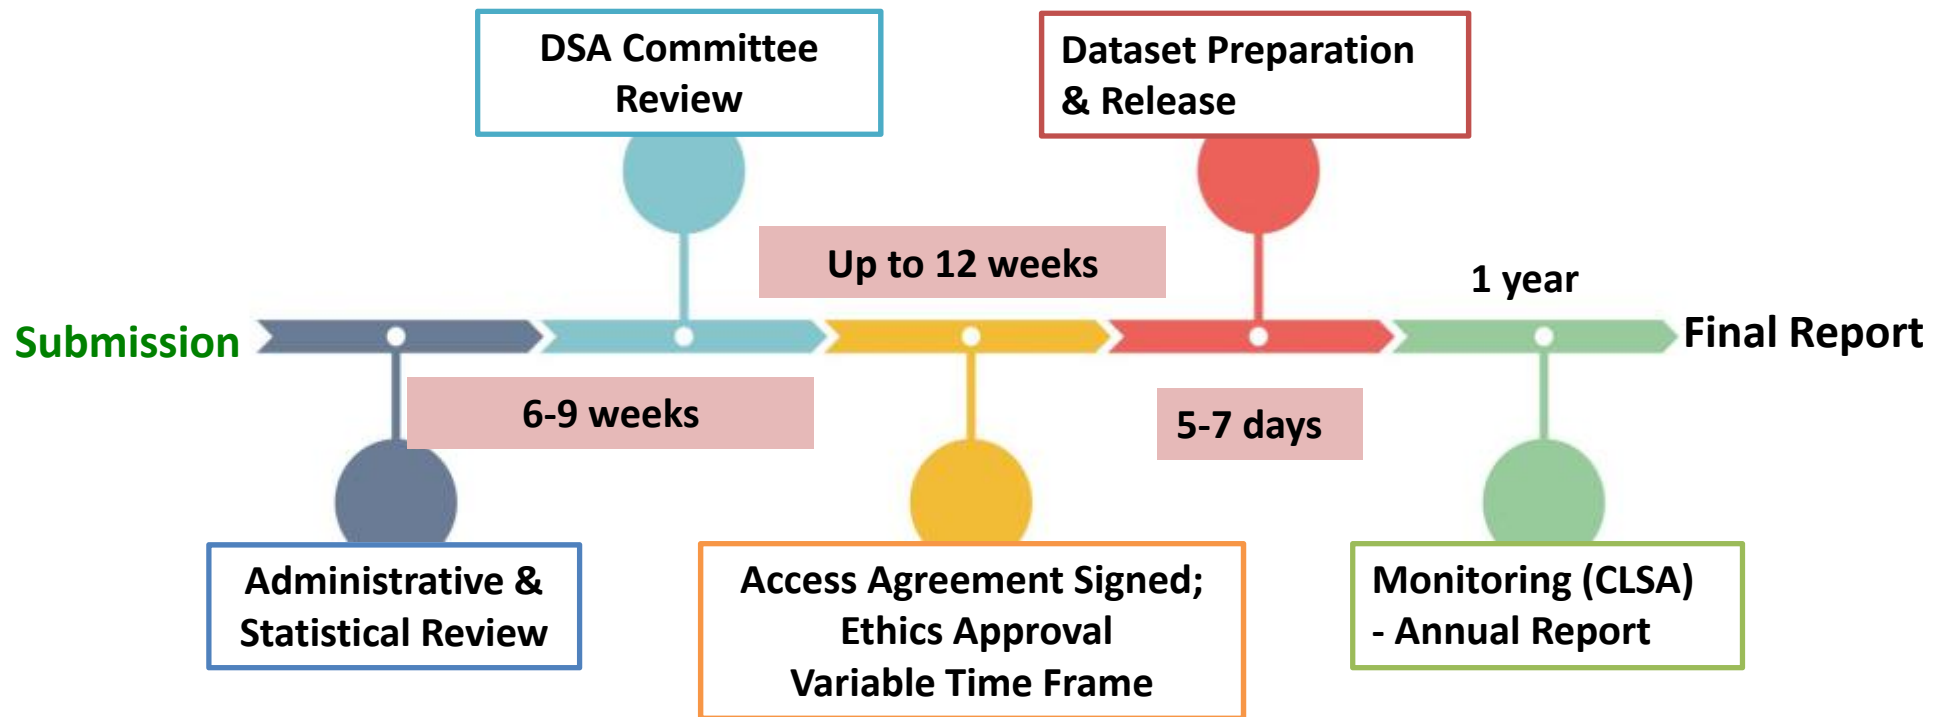 DSA Committee
Review
Dataset Preparation
& Release
Up to 12 weeks
1 year
Submission
Final Report
6-9 weeks
5-7 days
Administrative &
Statistical Review
Access Agreement Signed;
Ethics Approval
Variable Time Frame
Monitoring (CLSA)
- Annual Report